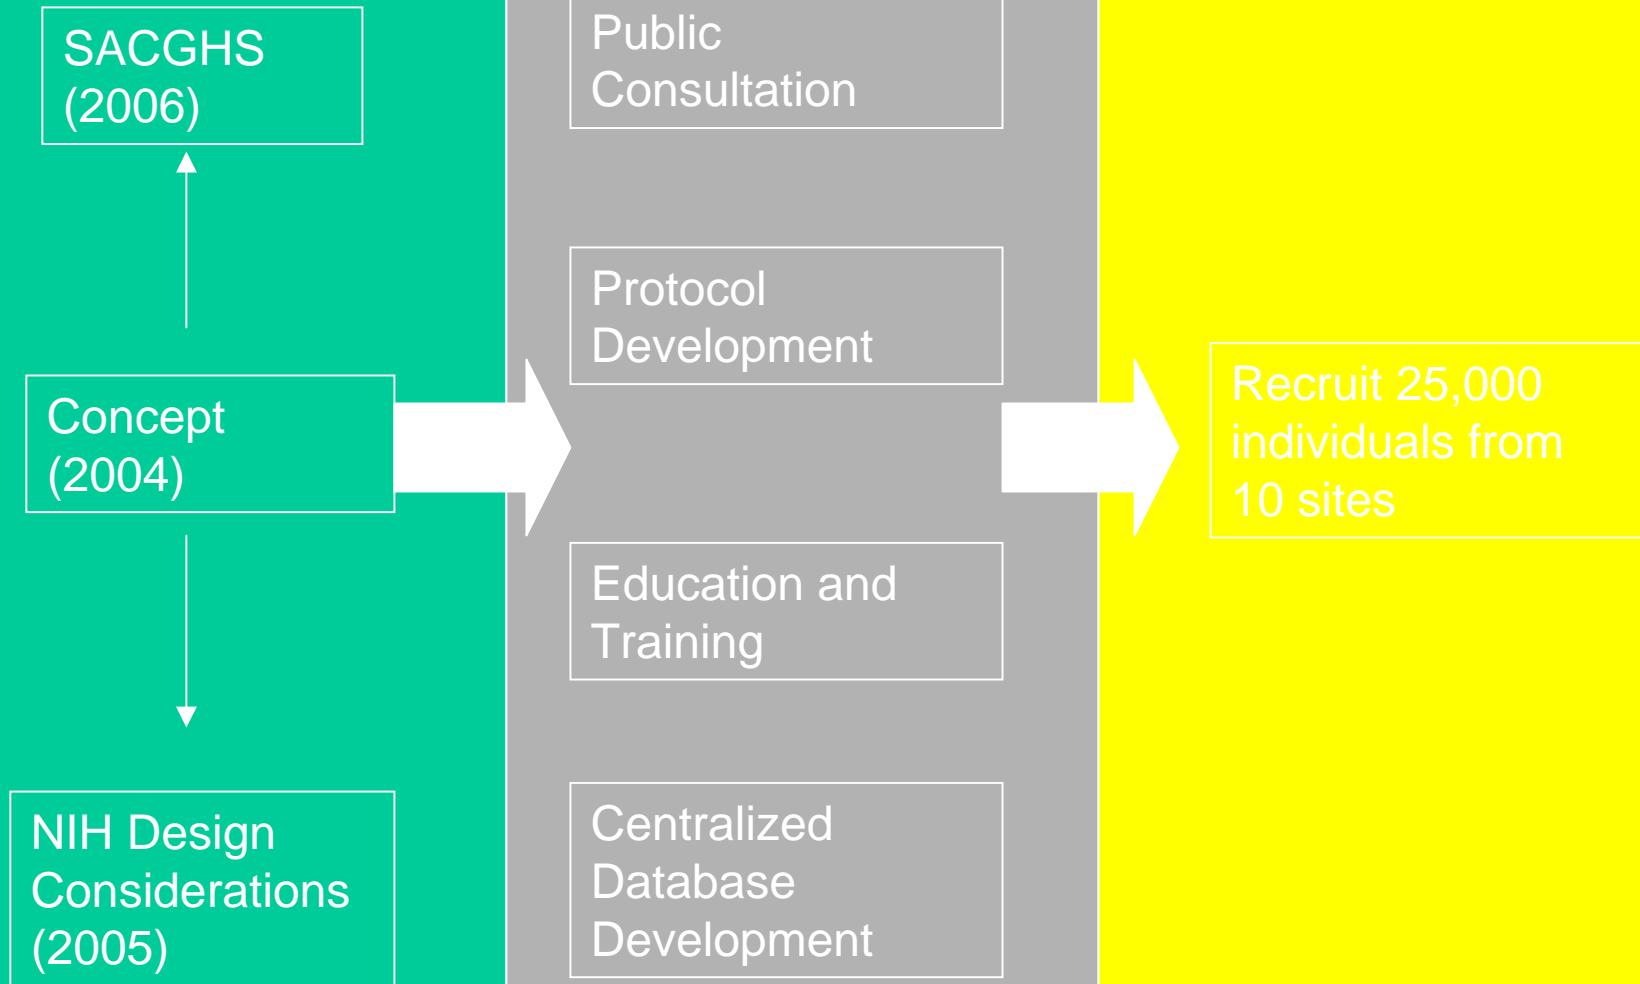 SACGHS
(2006)
Concept
(2004)
NIH Design
Considerations
(2005)
Public
Consultation
Protocol
Development
Education and
Training
Centralized
Database
Development
Recruit 25,000
individuals from
10 sites